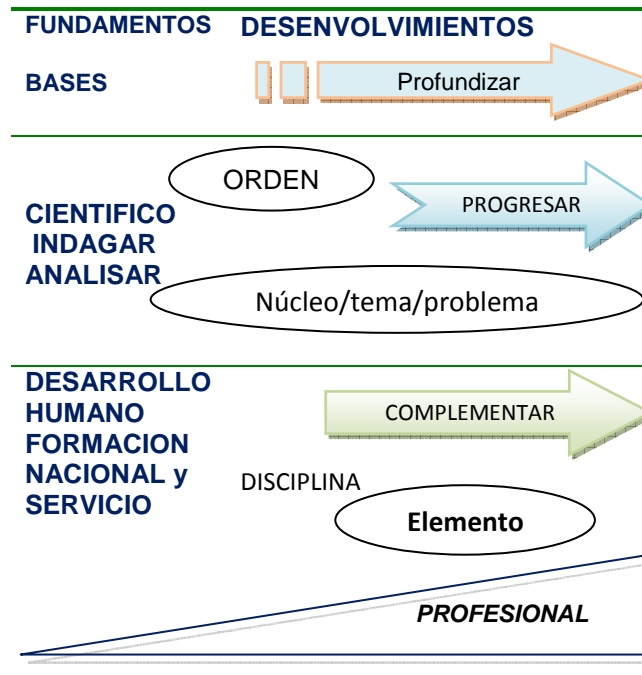 FUNDAMENTOS DESENVOLVIMIENTOS
BASES
Profundizar
ORDEN
PROGRESAR
CIENTIFICO
INDAGAR
ANALISAR
Núcleo/tema/problema
DESARROLLO
HUMANO
FORMACION
NACIONAL y
SERVICIO
COMPLEMENTAR
DISCIPLINA
Elemento
PROFESIONAL